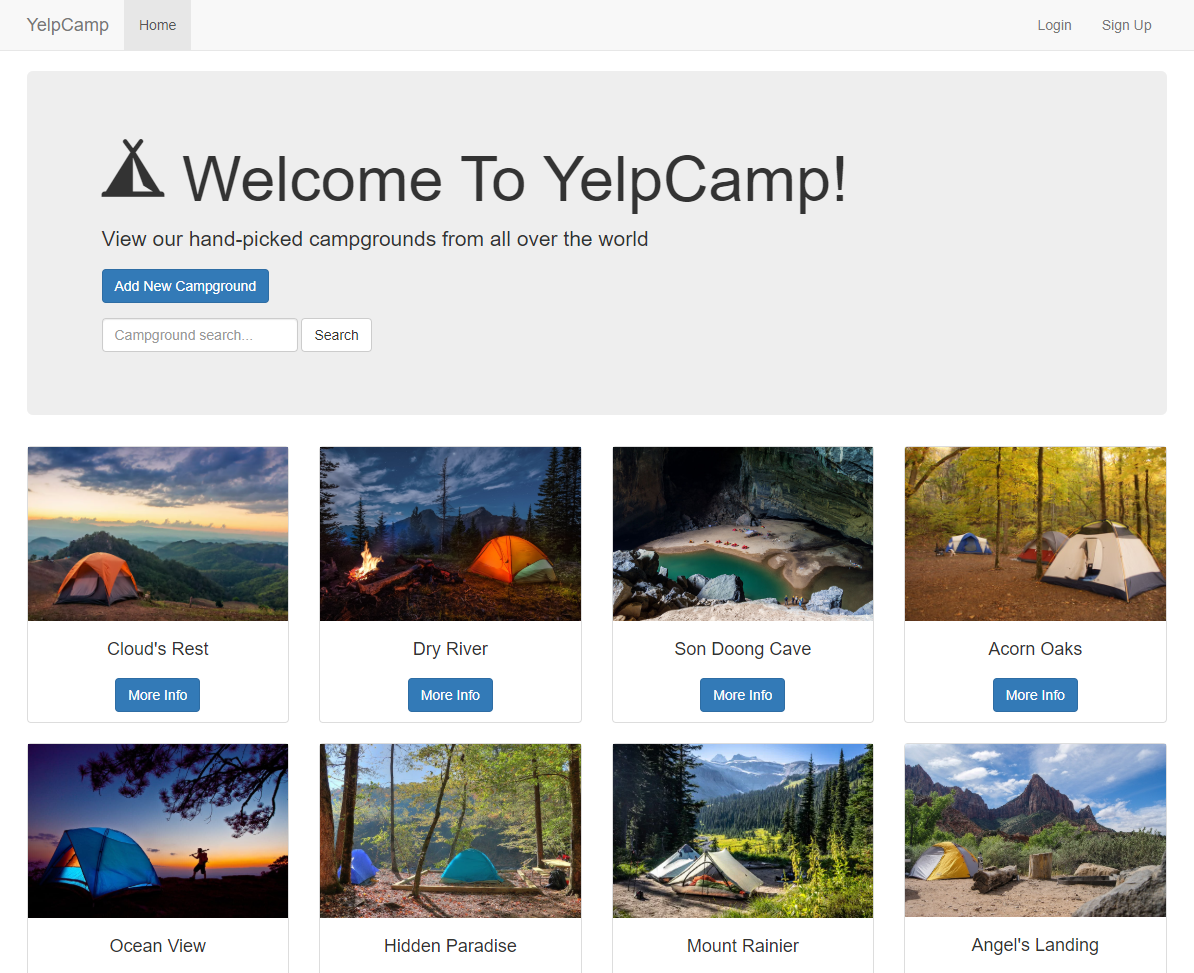 YelpCamp Home Login Sign Up
Welcome To YelpCamp!
View our hand-picked campgrounds from all over the world
Add New Campground
Campground search... Search
Cloud's Rest Dry River Son Doong Cave Acorn Oaks
More Info More Info More Info More Info
Ocean View Hidden Paradise Mount Rainier Angel's Landing